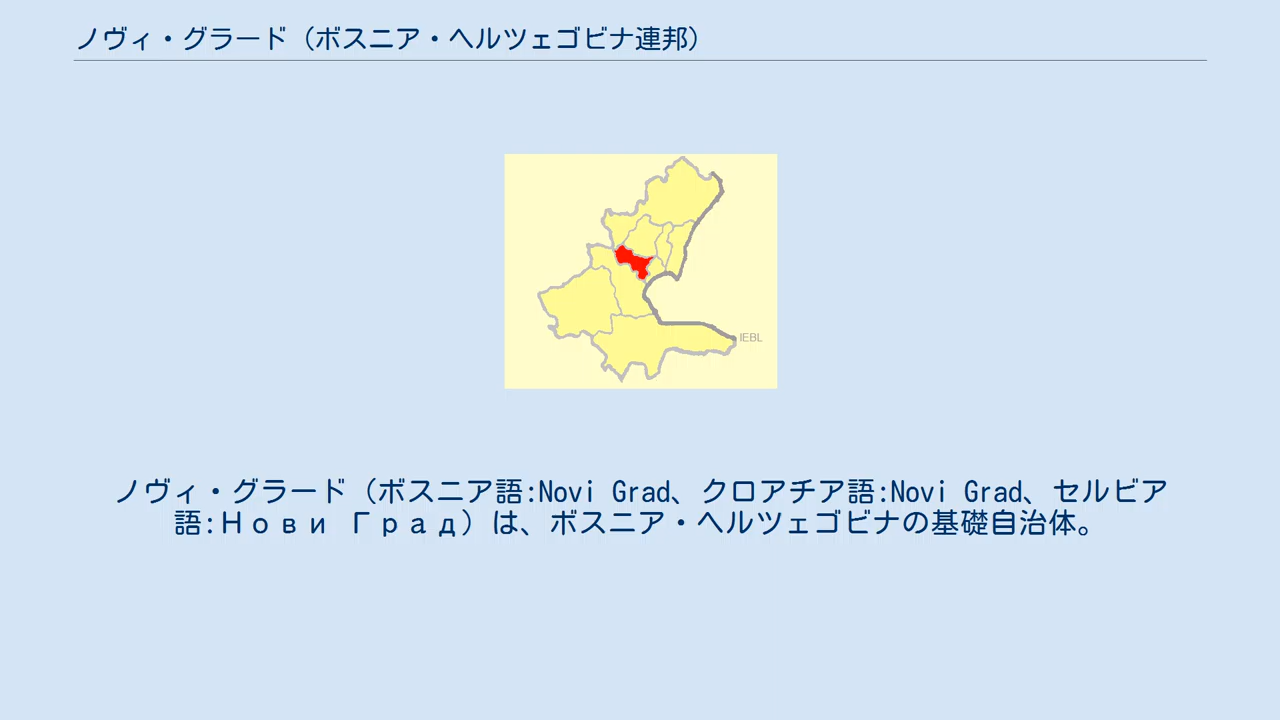 ノヴィ・グラード（ボスニア・ヘルツェゴビナ連邦）
IEBL
ノヴィ・グラード（ボスニア語:Novi Grad、クロアチア語:Novi Grad、セルビア
語:Нови Град）は、ボスニア・ヘルツェゴビナの基礎自治体。